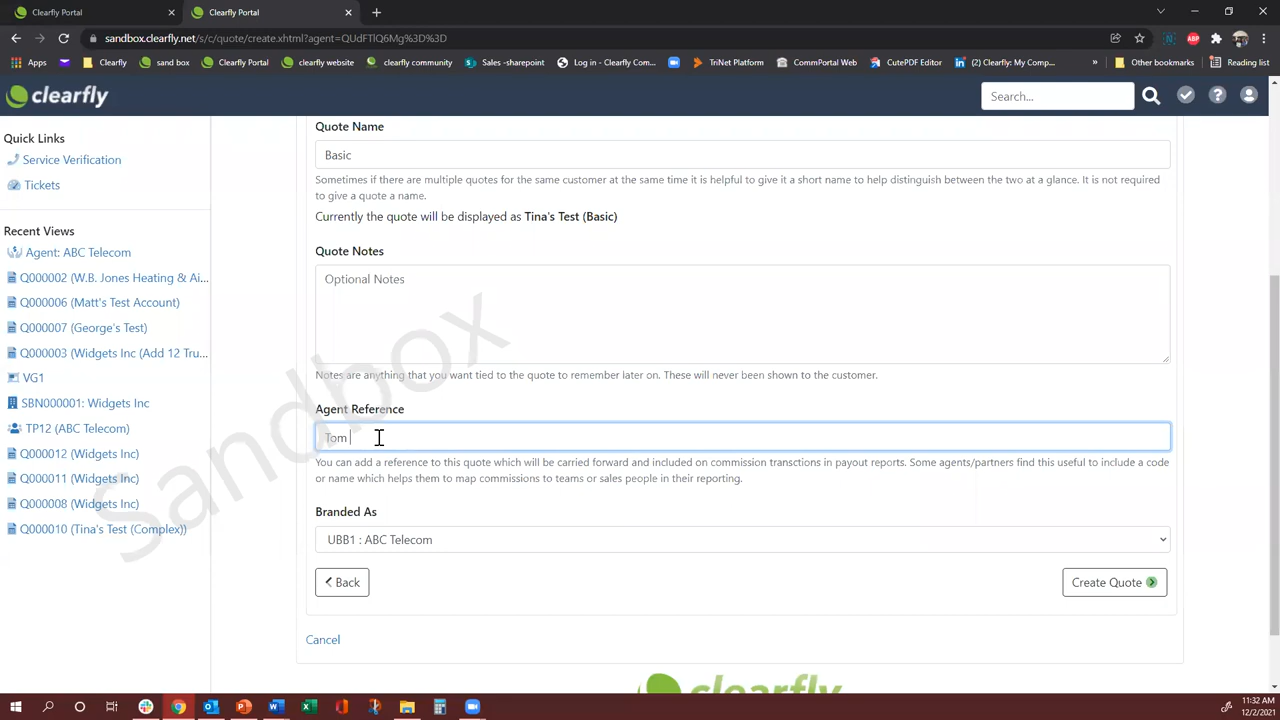 Clearfly Portal
Clearfly Portal
sandbox.clearfly.net/s/c/quote/create.xhtml?agent=QUdFTlQ6Mg%3D%3D
Apps
Clearfly
sand box
Clearfly Portal
clearfly website
clearfly community
Sales -sharepoint
Log in - Clearfly Com...
TriNet Platform
CommPortal Web
CutePDF Editor
(2) Clearly: My Comp...
»
Other bookmarks
Reading list
clearfly
Search...
Quick Links
Service Verification
Tickets
Recent Views
Agent: ABC Telecom
Q000002 (W.B. Jones Heating & Ai...
Q000006 (Matt's Test Account)
Q000007 (George's Test)
Q000003 (Widgets Inc (Add 12 Tru...
VG1
SBN000001: Widgets Inc
TP12 (ABC Telecom)
Q000012 (Widgets Inc)
Q000011 (Widgets Inc)
Q000008 (Widgets Inc)
Q000010 (Tina's Test (Complex))
Quote Name
Basic
Sometimes if there are multiple quotes for the same customer at the same time it is helpful to give it a short name to help distinguish between the two at a glance. It is not required
to give a quote a name.
Currently the quote will be displayed as Tina's Test (Basic)
Quote Notes
Optional Notes
Notes are anything that you want tied to the quote to remember later on. These will never been shown to the customer.
Agent Reference
Tom
You can add a reference to this quote which will be carried forward and included on commission transctions in payout reports. Some agents/partners find this useful to include a code
or name which helps them to map commissions to teams or sales people in their reporting.
Branded As
UBB1 : ABC Telecom
Back
Create Quote
Cancel
clearfly
Sandbox
11:32 AM
12/2/2021